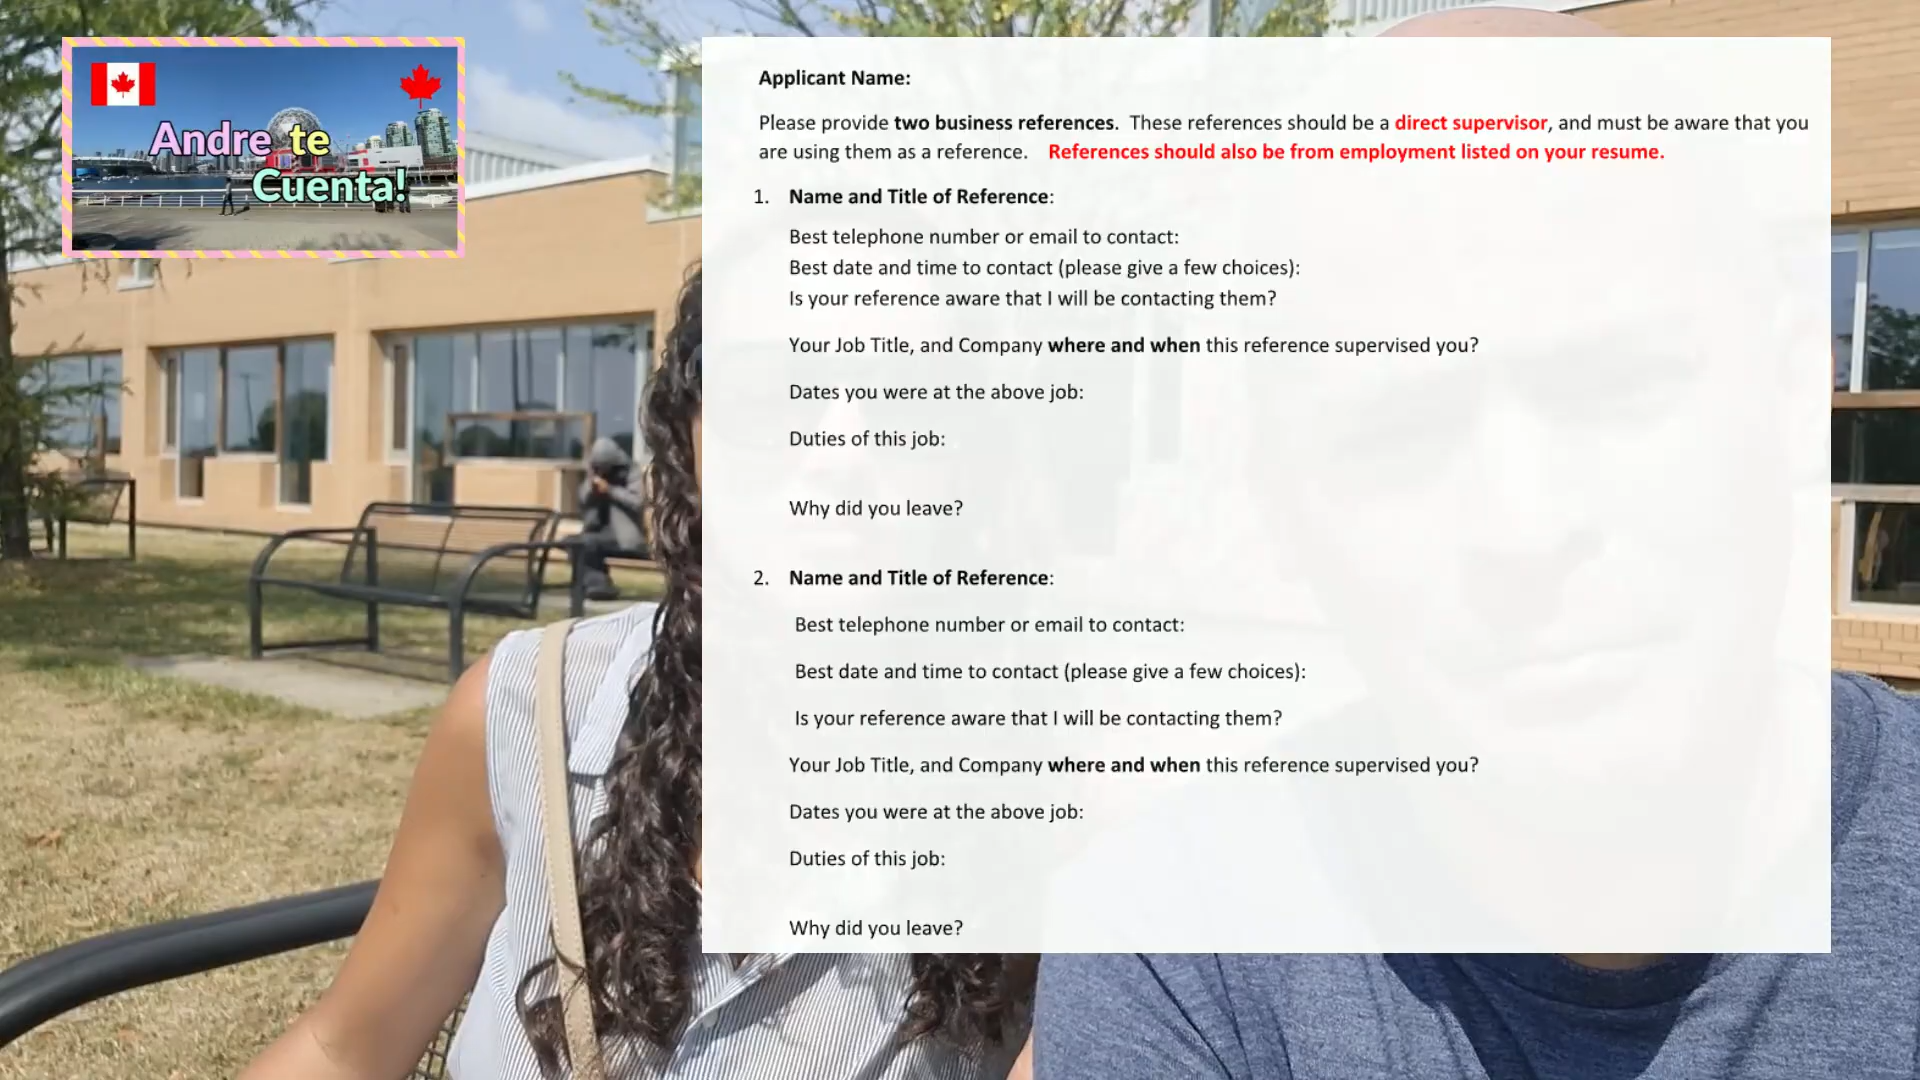 Andre te
Cuenta!
Applicant Name:
Please provide two business references. These references should be a direct supervisor, and must be aware that you
are using them as a reference. References should also be from employment listed on your resume.
1. Name and Title of Reference:
Best telephone number or email to contact:
Best date and time to contact (please give a few choices):
Is your reference aware that I will be contacting them?
Your Job Title, and Company where and when this reference supervised you?
Dates you were at the above job:
Duties of this job:
Why did you leave?
2. Name and Title of Reference:
Best telephone number or email to contact:
Best date and time to contact (please give a few choices):
Is your reference aware that I will be contacting them?
Your Job Title, and Company where and when this reference supervised you?
Dates you were at the above job:
Duties of this job:
Why did you leave?